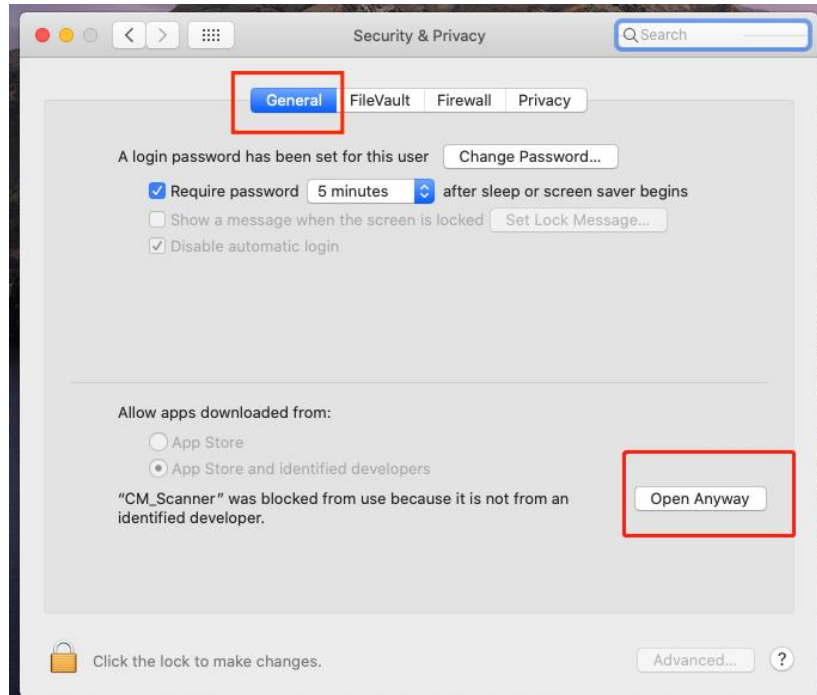 Security & Privacy
Search
General FileVault Firewall Privacy
A login password has been set for this user Change Password...
Require password 5 minutes after sleep or screen saver begins
Show a message when the screen is locked Set Lock Message...
Disable automatic login
Allow apps downloaded from:
App Store
App Store and identified developers
“CM_Scanner” was blocked from use because it is not from an Open Anyway
identified developer.
Click the lock to make changes. Advanced... ?